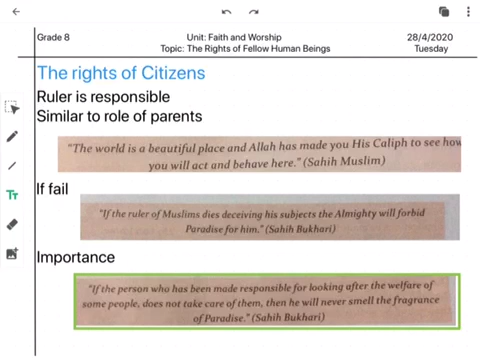 Grade 8
Unit: Faith and Worship
28/4/2020
Topic: The Rights of Fellow Human Beings
Tuesday
The rights of Citizens
Ruler is responsible
Similar to role of parents
"The world is a beautiful place and Allah has made you His Caliph to see how
you will act and behave here." (Sahih Muslim)
If fail
"If the ruler of Muslims dies deceiving his subjects the Almighty will forbid
Paradise for him." (Sahih Bukhari)
Importance
"If the person who has been made responsible for looking after the welfare of
some people, does not take care of them, then he will never smell the fragrance
of Paradise." (Sahih Bukhari)
Tт